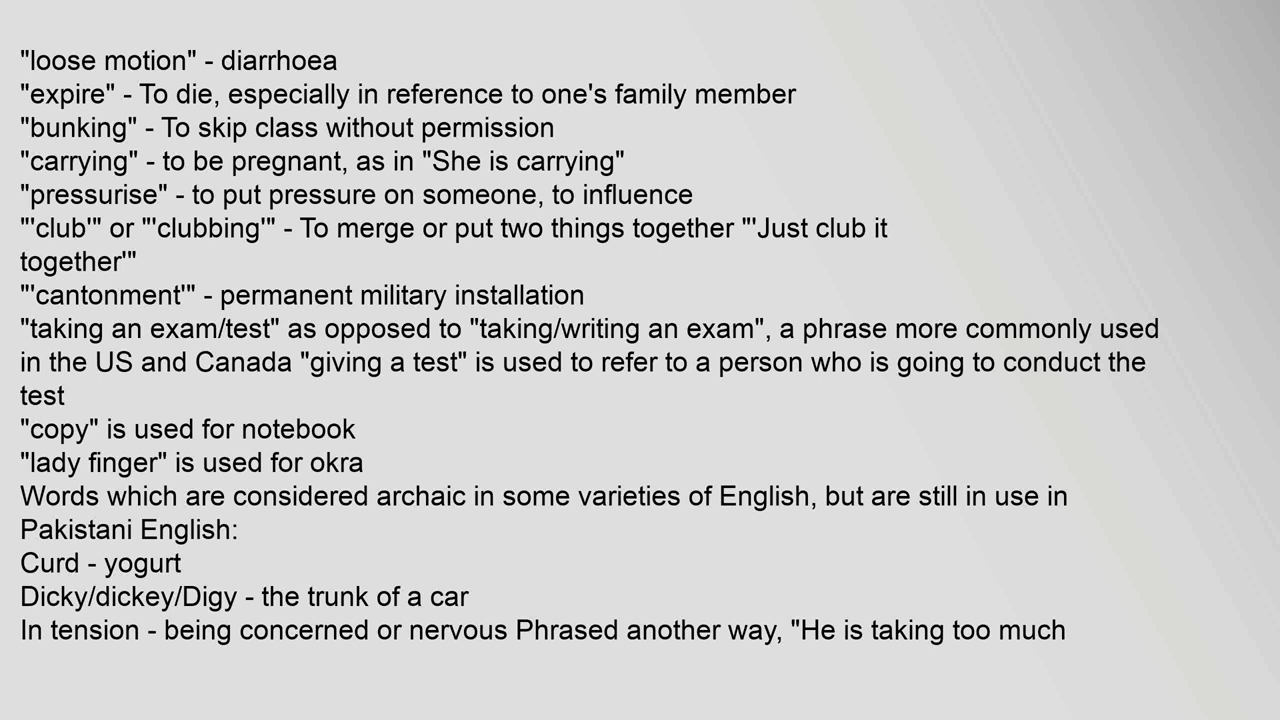 "loose motion" - diarrhoea
"expire" - To die, especially in reference to one's family member
"bunking" - To skip class without permission
"carrying" - to be pregnant, as in "She is carrying"
"pressurise" - to put pressure on someone, to influence
"'club'" or "'clubbing'" - To merge or put two things together "'Just club it
together'"
"'cantonment'" - permanent military installation
"taking an exam/test" as opposed to "taking/writing an exam", a phrase more commonly used
in the US and Canada "giving a test" is used to refer to a person who is going to conduct the
test
"copy" is used for notebook
"lady finger" is used for okra
Words which are considered archaic in some varieties of English, but are still in use in
Pakistani English:
Curd - yogurt
Dicky/dickey/Digy - the trunk of a car
In tension - being concerned or nervous Phrased another way, "He is taking too much